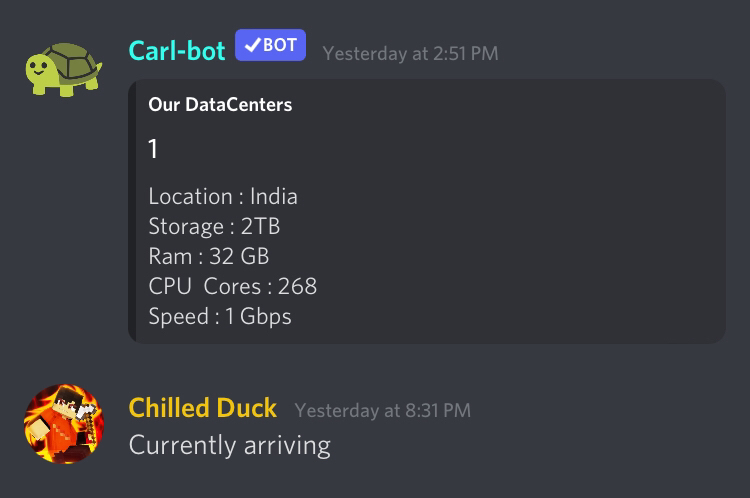 Carl-bot ✓BOT Yesterday at 2:51 PM
Our DataCenters
1
Location : India
Storage : 2TB
Ram : 32 GB
CPU Cores : 268
Speed : 1 Gbps
Chilled Duck Yesterday at 8:31 PM
Currently arriving